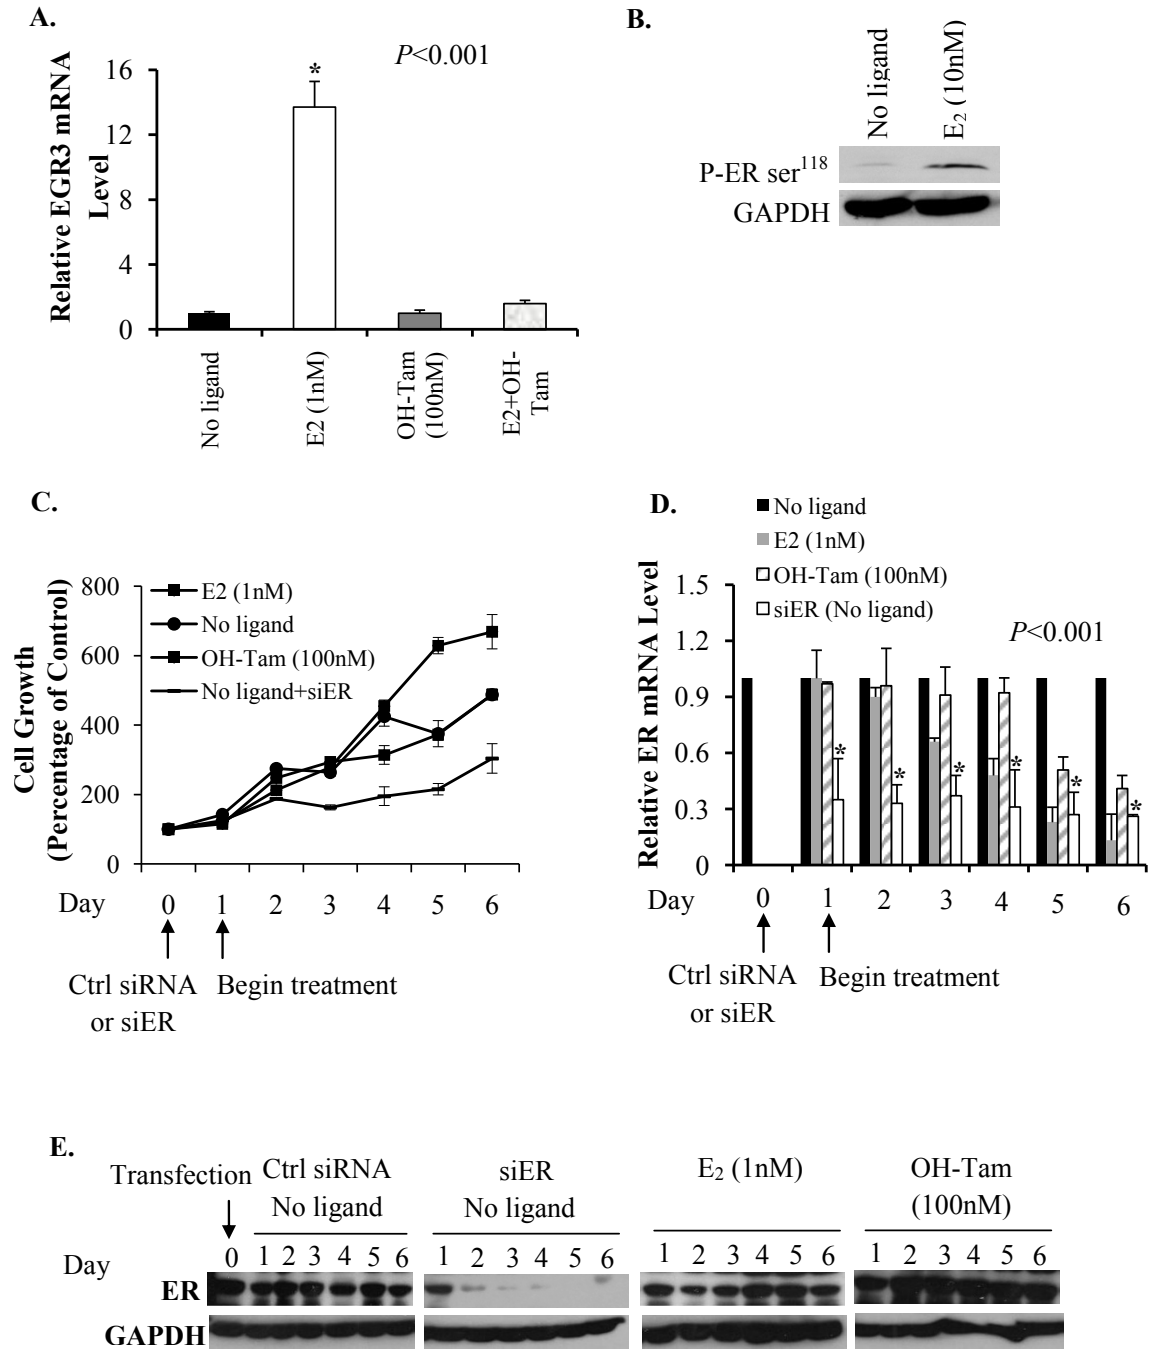 A.
P<0.001
Relative EGR3 mRNA
Level
16
*
12
8
4
0
No ligand
E2 (1nM)
OH-Tam
(100nM)
E2+OH-
Tam
B.
No ligand
E₂ (10nM)
P-ER ser¹¹⁸
GAPDH
C.
Cell Growth
(Percentage of Control)
800
600
400
200
0
E2 (1nM)
No ligand
OH-Tam (100nM)
No ligand+siER
Day 0 1 2 3 4 5 6
Ctrl siRNA
or siER
Begin treatment
D.
No ligand
E2 (1nM)
OH-Tam (100nM)
siER (No ligand)
P<0.001
Relative ER mRNA Level
1.5
1.2
0.9
0.6
0.3
0
* * * * * *
Day 0 1 2 3 4 5 6
Ctrl siRNA
or siER
Begin treatment
E.
Transfection
Ctrl siRNA
No ligand
siER
No ligand
E₂ (1nM)
OH-Tam
(100nM)
Day 0 1 2 3 4 5 6 1 2 3 4 5 6 1 2 3 4 5 6 1 2 3 4 5 6
ER
GAPDH